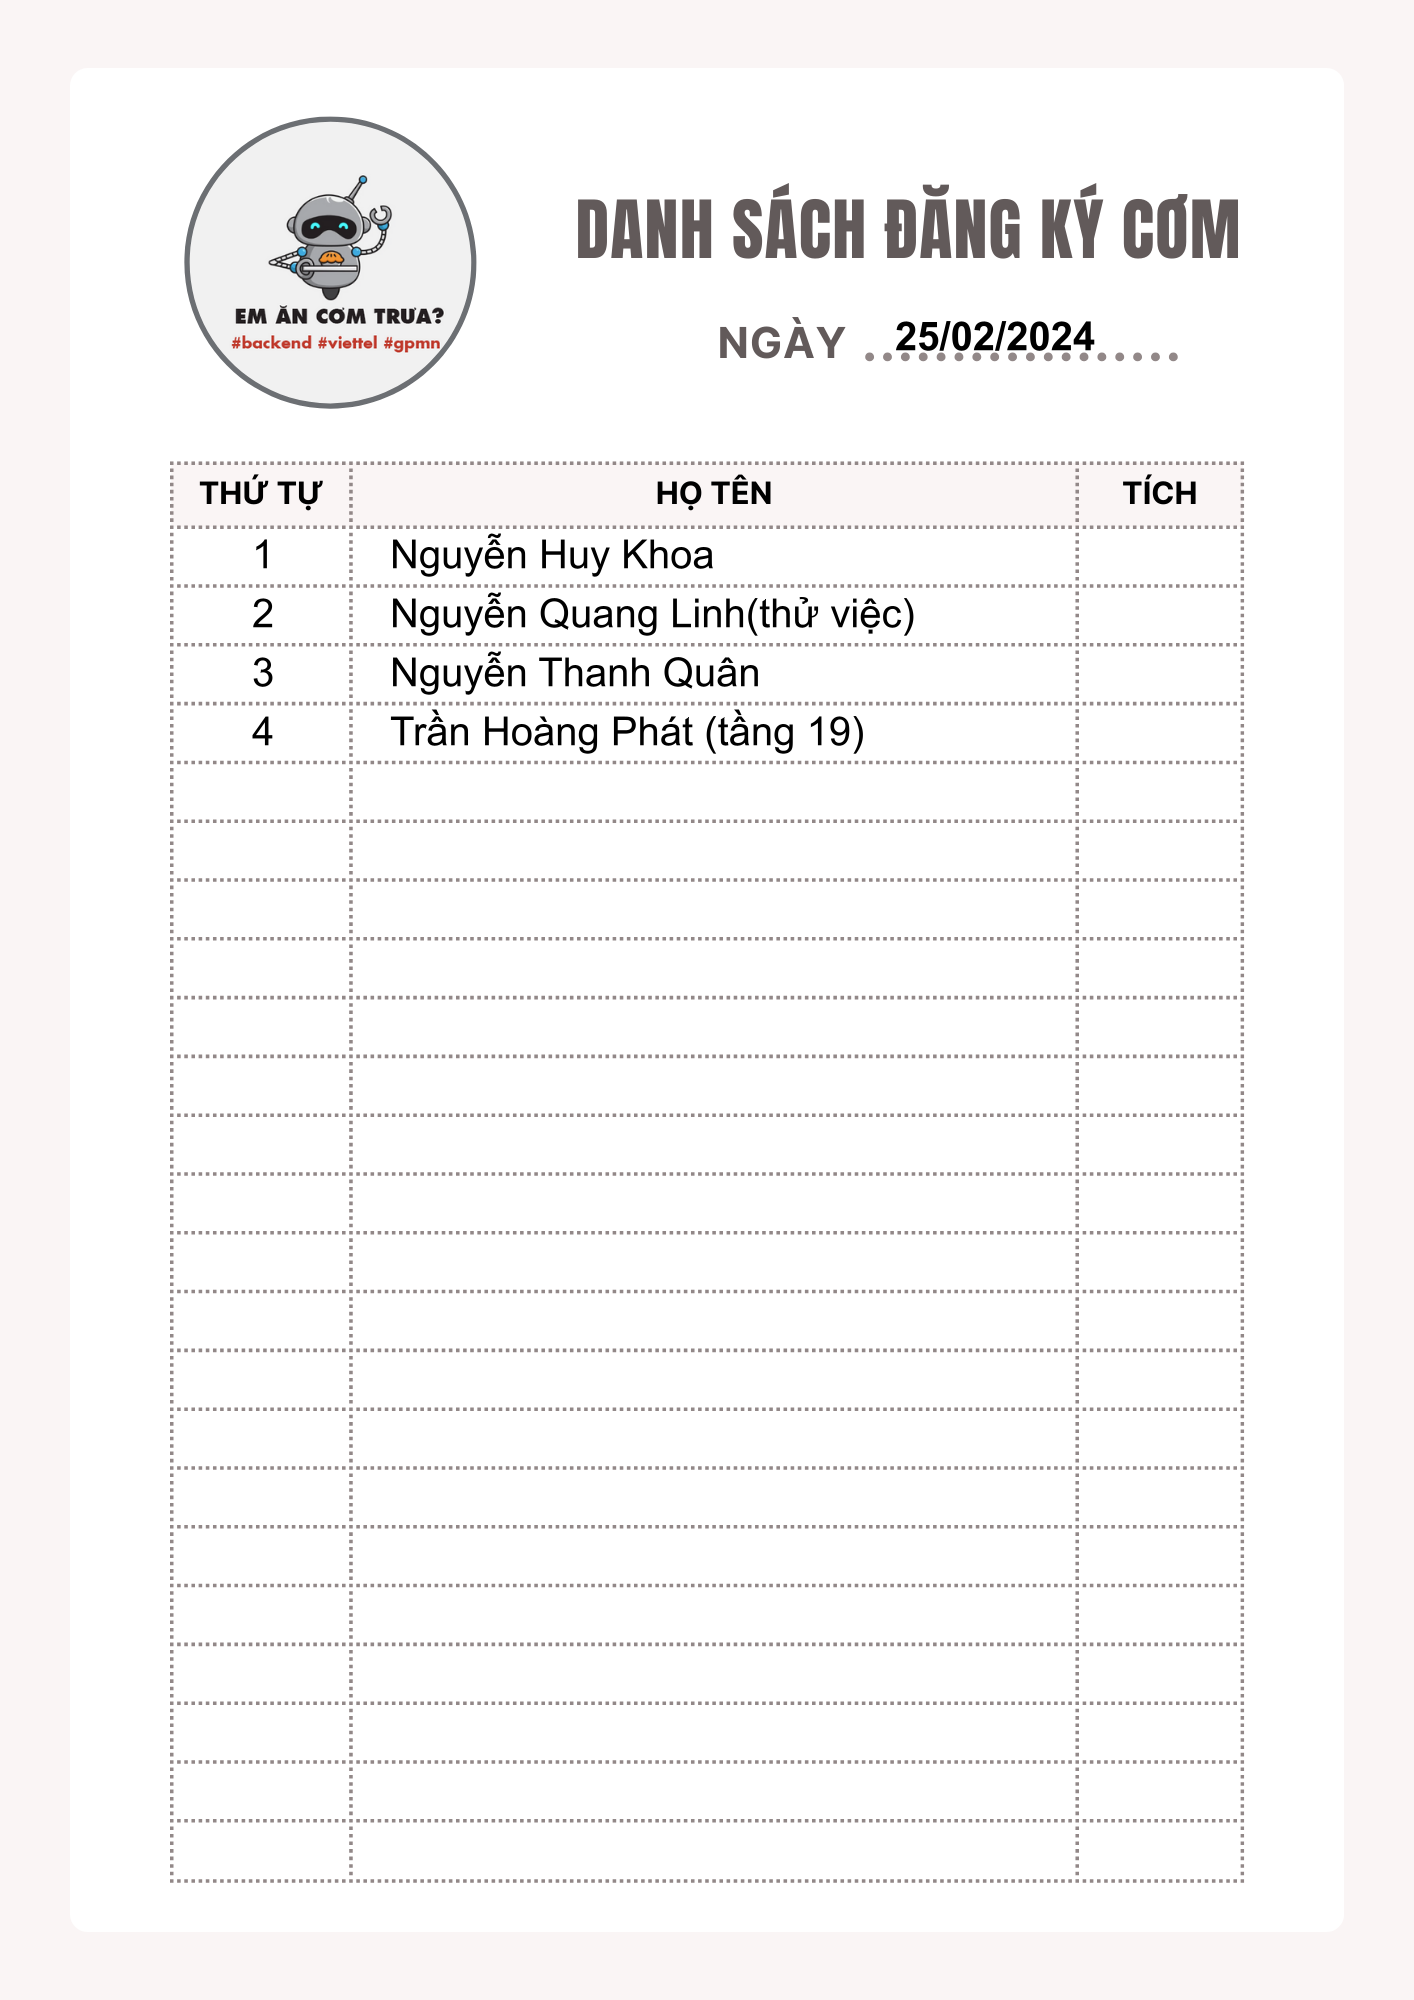 EM ĂN CƠM TRƯA?
#backend #viettel #gpmn
DANH SÁCH ĐĂNG KÝ CƠM
NGÀY 25/02/2024
THỨ TỰ HỌ TÊN TÍCH
1 Nguyễn Huy Khoa
2 Nguyễn Quang Linh(thử việc)
3 Nguyễn Thanh Quân
4 Trần Hoàng Phát (tầng 19)